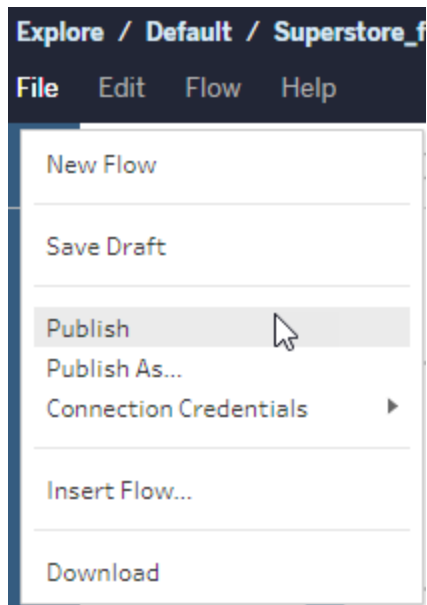 Explore / Default / Superstore_f
File Edit Flow Help
New Flow
Save Draft
Publish
Publish As...
Connection Credentials
Insert Flow...
Download